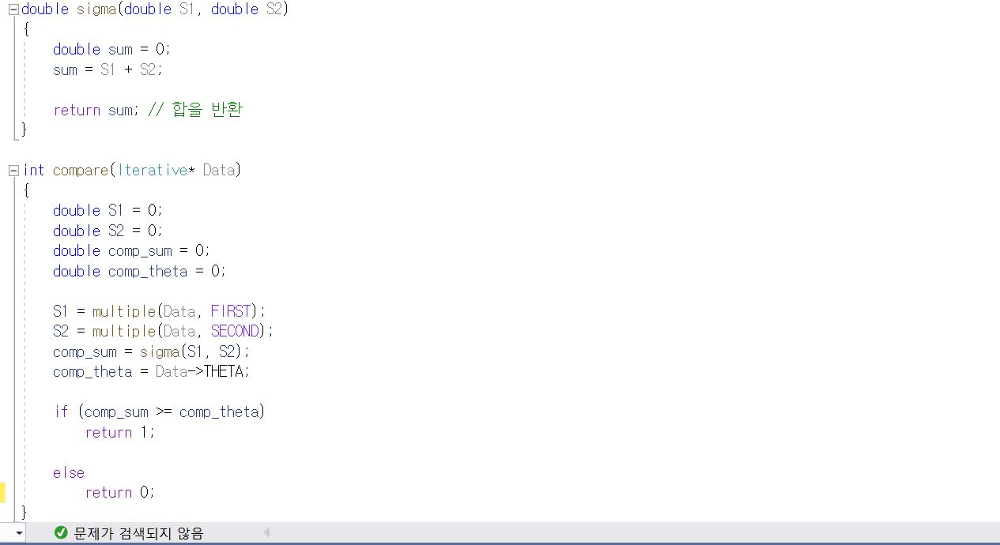 double sigma(double S1, double S2)
{
double sum = 0;
sum = S1 + S2;
return sum; // 합을 반환
}
int compare(Iterative* Data)
{
double S1 = 0;
double S2 = 0;
double comp_sum = 0;
double comp_theta = 0;
S1 = multiple(Data, FIRST);
S2 = multiple(Data, SECOND);
comp_sum = sigma(S1, S2);
comp_theta = Data->THETA;
if (comp_sum >= comp_theta)
return 1;
else
return 0;
}
문제가 검색되지 않음